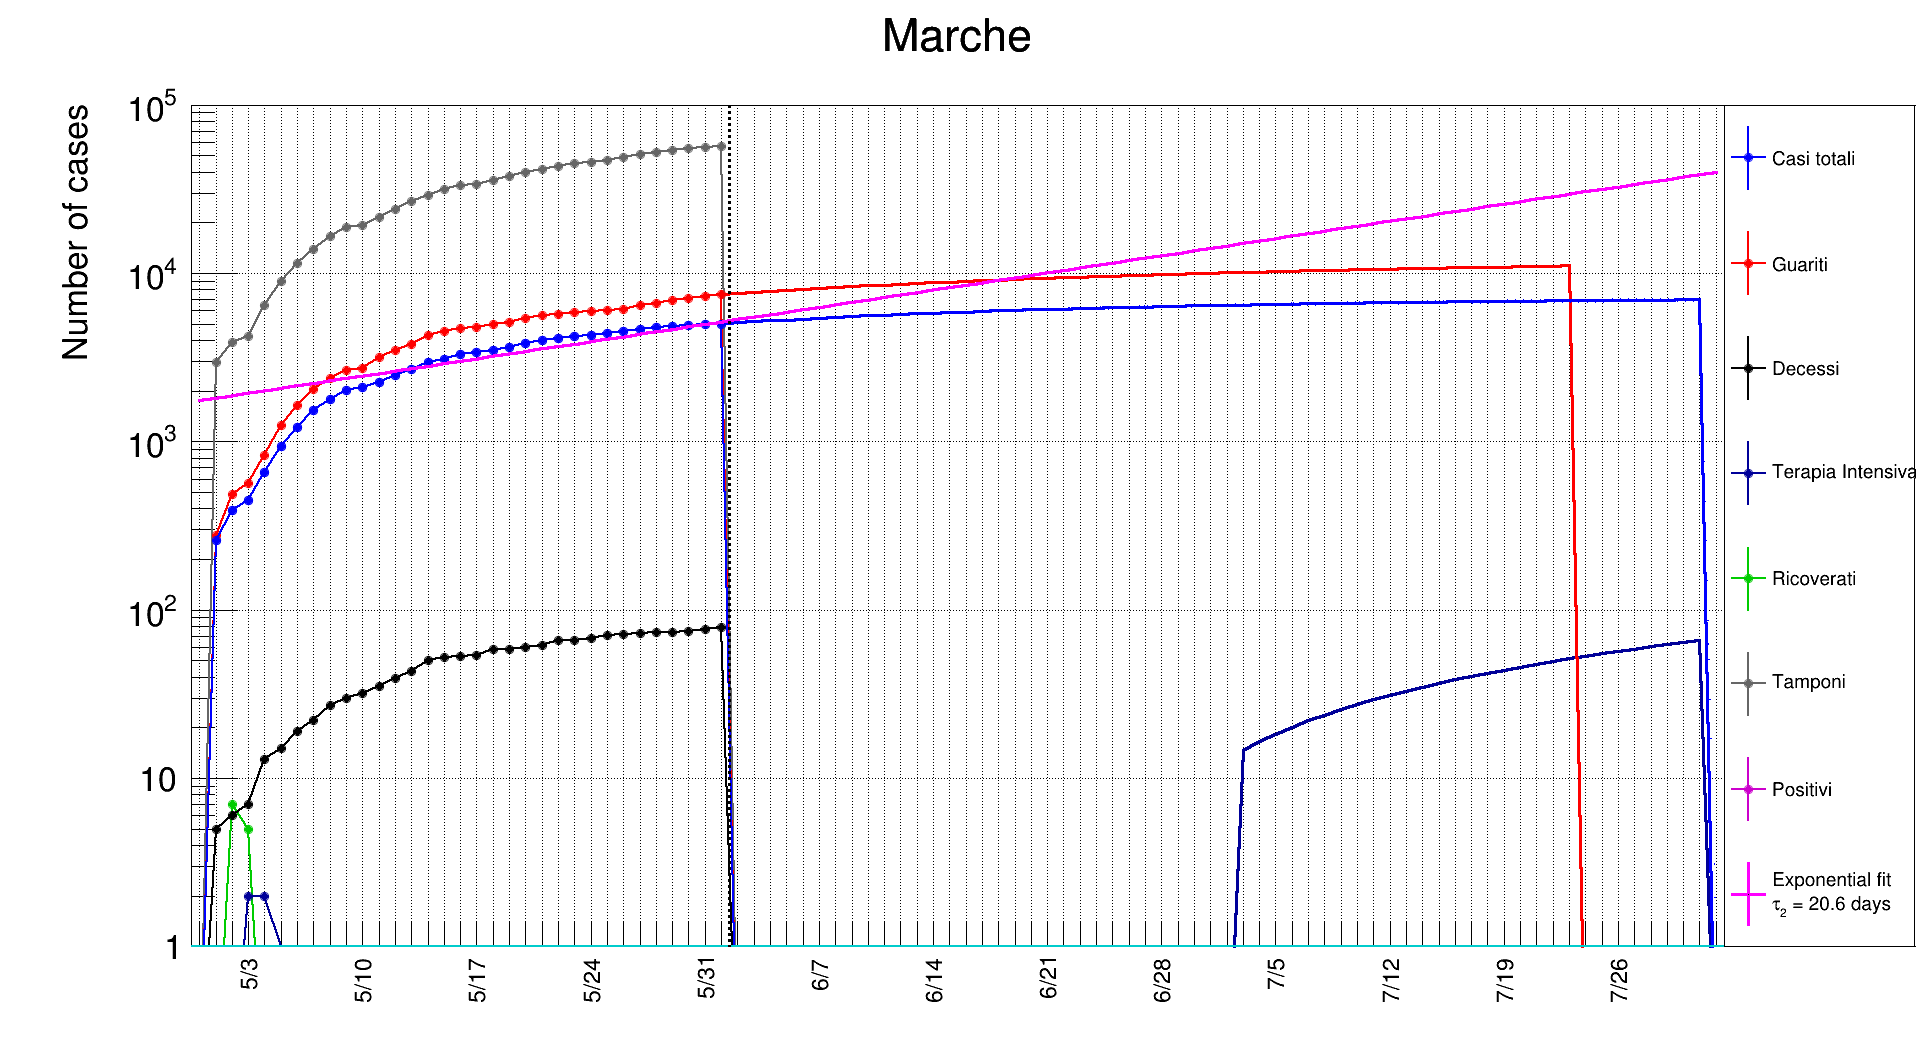 Marche
Number of cases
10^5
10^4
10^3
10^2
10
1
5/3
5/10
5/17
5/24
5/31
6/7
6/14
6/21
6/28
7/5
7/12
7/19
7/26
Casi totali
Guariti
Decessi
Terapia Intensiva
Ricoverati
Tamponi
Positivi
Exponential fit
τ₂ = 20.6 days